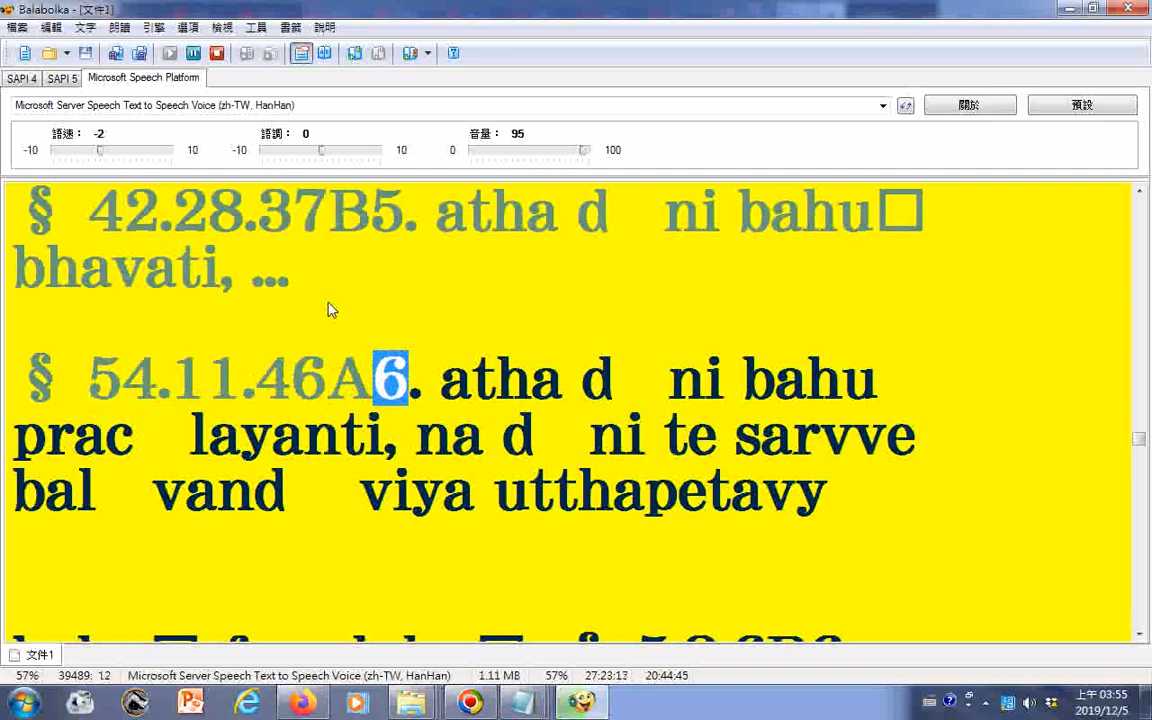 Balabolka - [文件1]
檔案 編輯 文字 朗讀 引擎 選項 檢視 工具 書籤 說明
SAPI 4 SAPI 5 Microsoft Speech Platform
Microsoft Server Speech Text to Speech Voice (zh-TW, HanHan) 關於 預設
語速： -2 語調： 0 音量： 95
-10 10 -10 10 0 100
§ 42.28.37B5. atha d ni bahu□
bhavati, ...
§ 54.11.46A6. atha d ni bahu
prac layanti, na d ni te sarvve
bal vand viya utthapetavy
文件1
57% 39489: 12 Microsoft Server Speech Text to Speech Voice (zh-TW, HanHan) 1.11 MB 57% 27:23:13 20:44:45
上午 03:55
2019/12/5